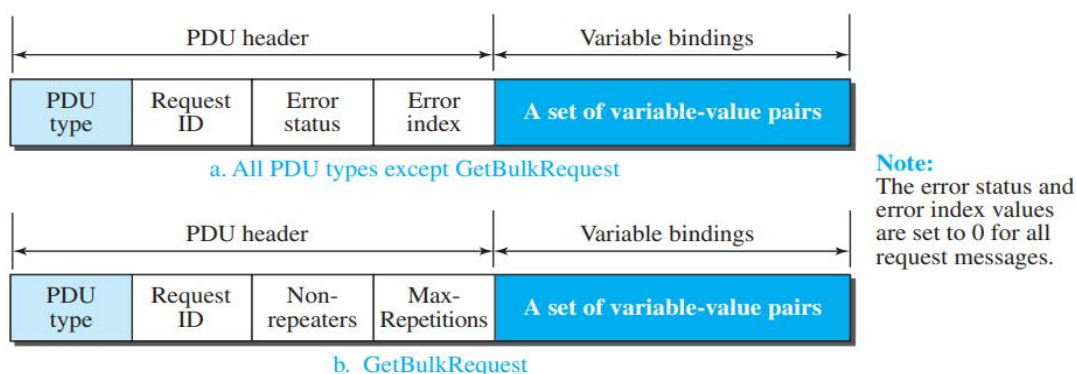 PDU header
Variable bindings
PDU type
Request ID
Error status
Error index
A set of variable-value pairs
a. All PDU types except GetBulkRequest
Note:
The error status and
error index values
are set to 0 for all
request messages.
PDU header
Variable bindings
PDU type
Request ID
Non-repeaters
Max-Repetitions
A set of variable-value pairs
b. GetBulkRequest